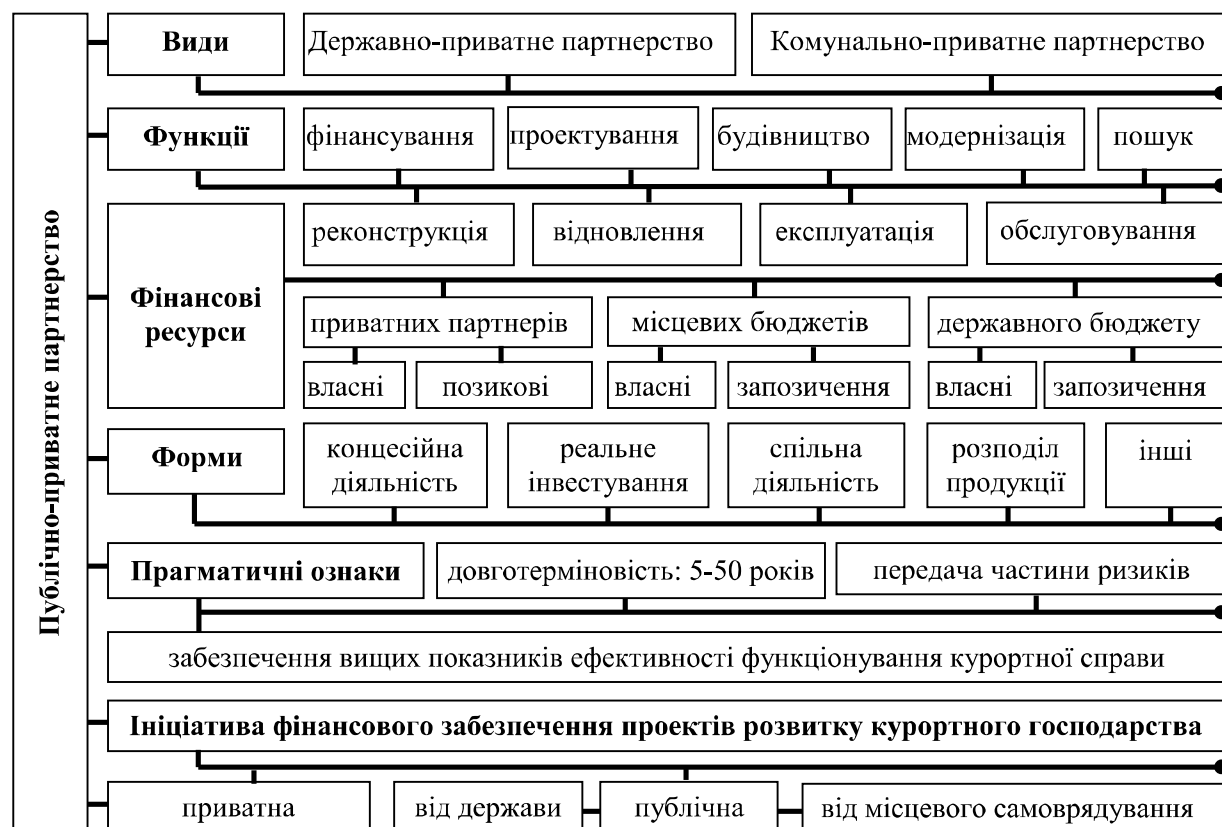 Публічно-приватне партнерство
Види
Державно-приватне партнерство
Комунально-приватне партнерство
Функції
фінансування
проектування
будівництво
модернізація
пошук
реконструкція
відновлення
експлуатація
обслуговування
Фінансові
ресурси
приватних партнерів
місцевих бюджетів
державного бюджету
власні
позикові
власні
запозичення
власні
запозичення
Форми
концесійна
діяльність
реальне
інвестування
спільна
діяльність
розподіл
продукції
інші
Прагматичні ознаки
довготерміновість: 5-50 років
передача частини ризиків
забезпечення вищих показників ефективності функціонування курортної справи
Ініціатива фінансового забезпечення проектів розвитку курортного господарства
приватна
від держави
публічна
від місцевого самоврядування